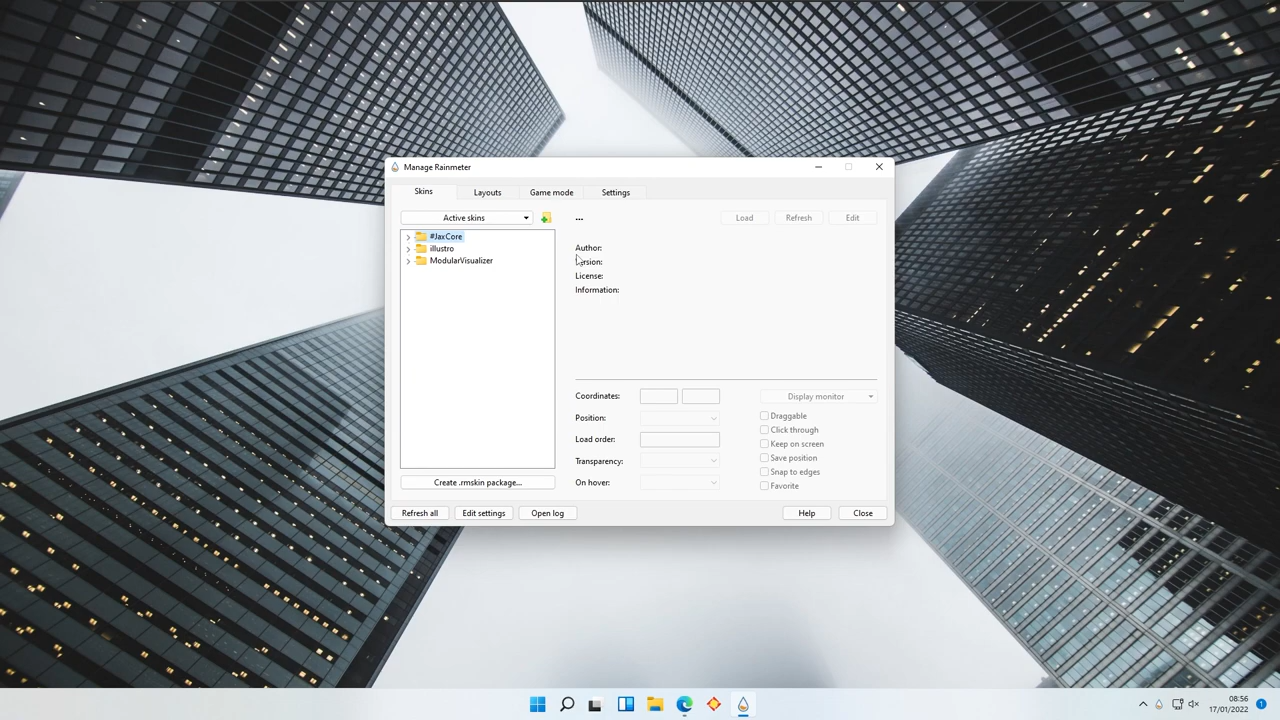 Manage Rainmeter
Skins
Layouts
Game mode
Settings
Active skins
...
Load
Refresh
Edit
#JaxCore
illustro
ModularVisualizer
Author:
Version:
License:
Information:
Coordinates:
Display monitor
Position:
Draggable
Click through
Load order:
Keep on screen
Transparency:
Save position
Snap to edges
On hover:
Favorite
Create .rmskin package...
Refresh all
Edit settings
Open log
Help
Close
08:56
17/01/2022
1